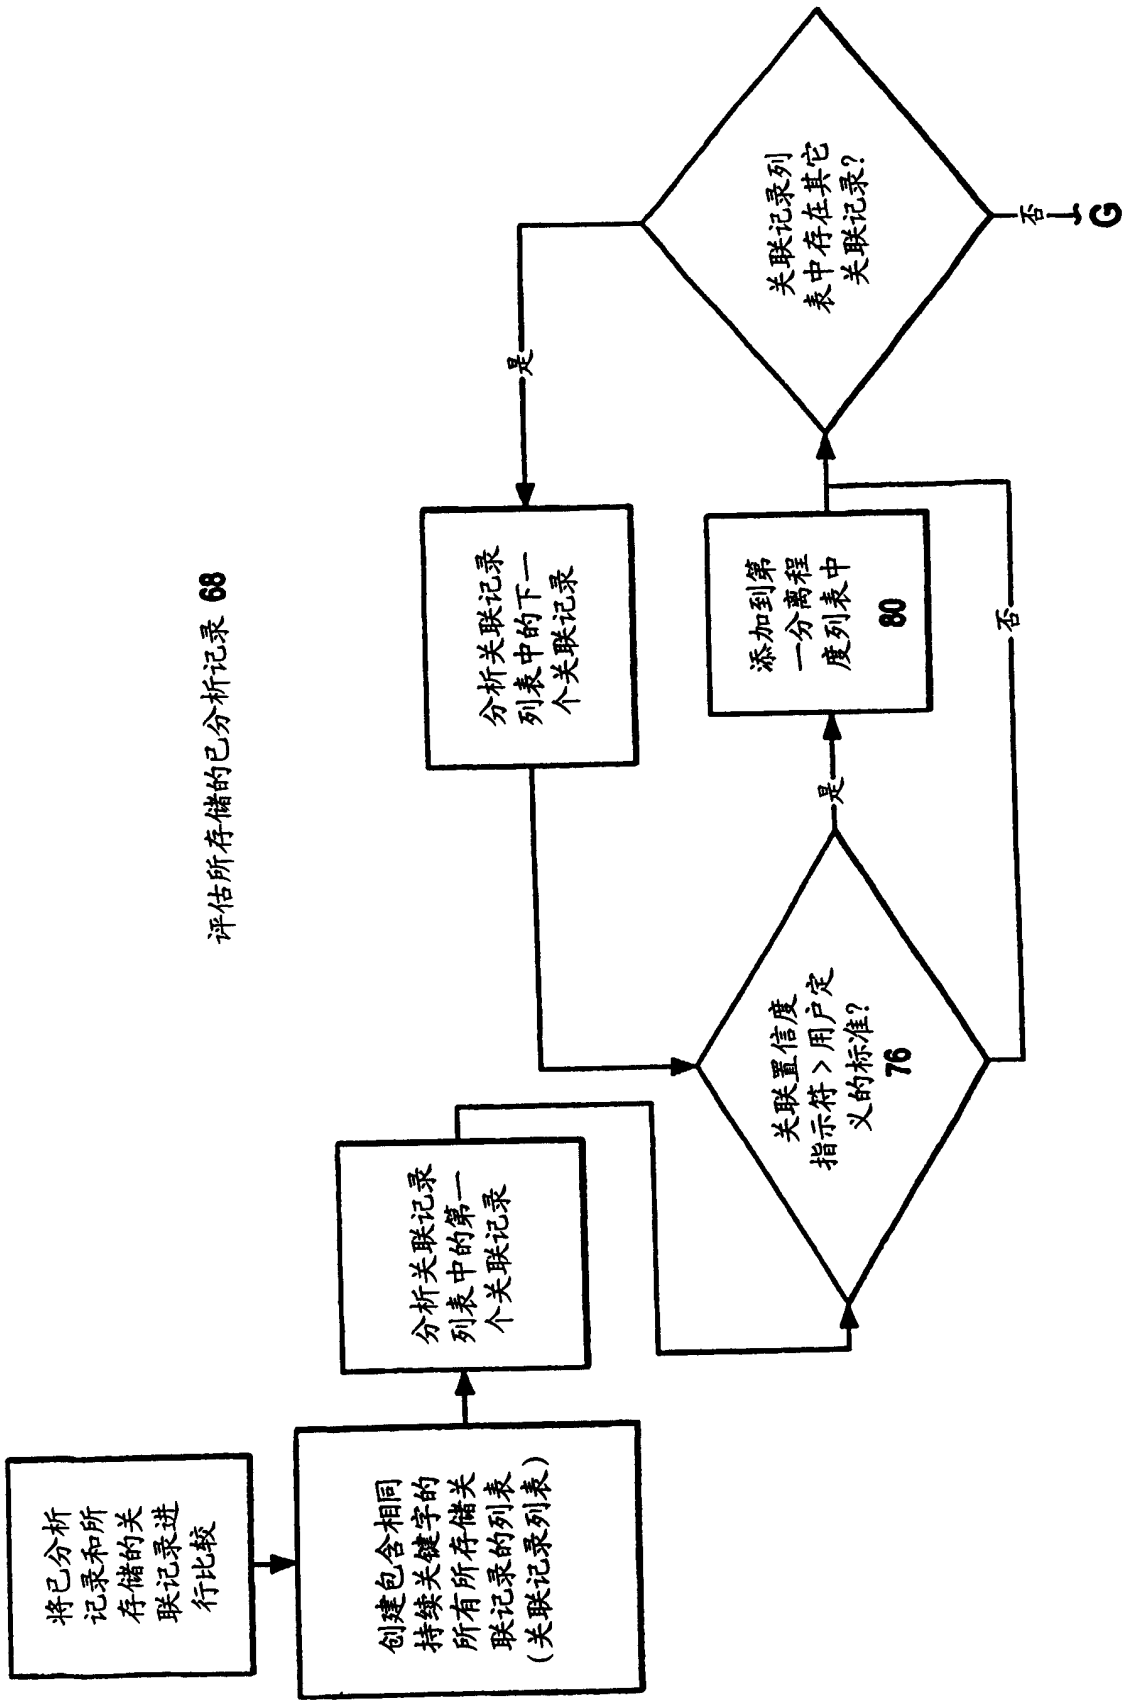 评估所存储的已分析记录 68
将已分析
记录和所
存储的关
联记录进
行比较
创建包含相同
持续关键字的
所有所存储关
联记录的列表
（关联记录列表）
分析关联记录
列表中的第一
个关联记录
关联置信度
指示符＞用户定
义的标准？
76
是
否
添加到第
一分离程
度列表中
80
分析关联记录
列表中的下一
个关联记录
是
关联记录列
表中存在其它
关联记录？
否
G